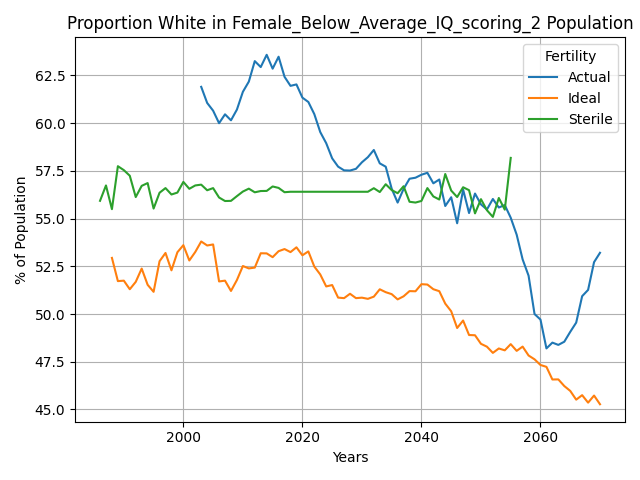 Proportion White in Female_Below_Average_IQ_scoring_2 Population
Fertility
Actual
Ideal
Sterile
% of Population
62.5
60.0
57.5
55.0
52.5
50.0
47.5
45.0
2000
2020
2040
2060
Years